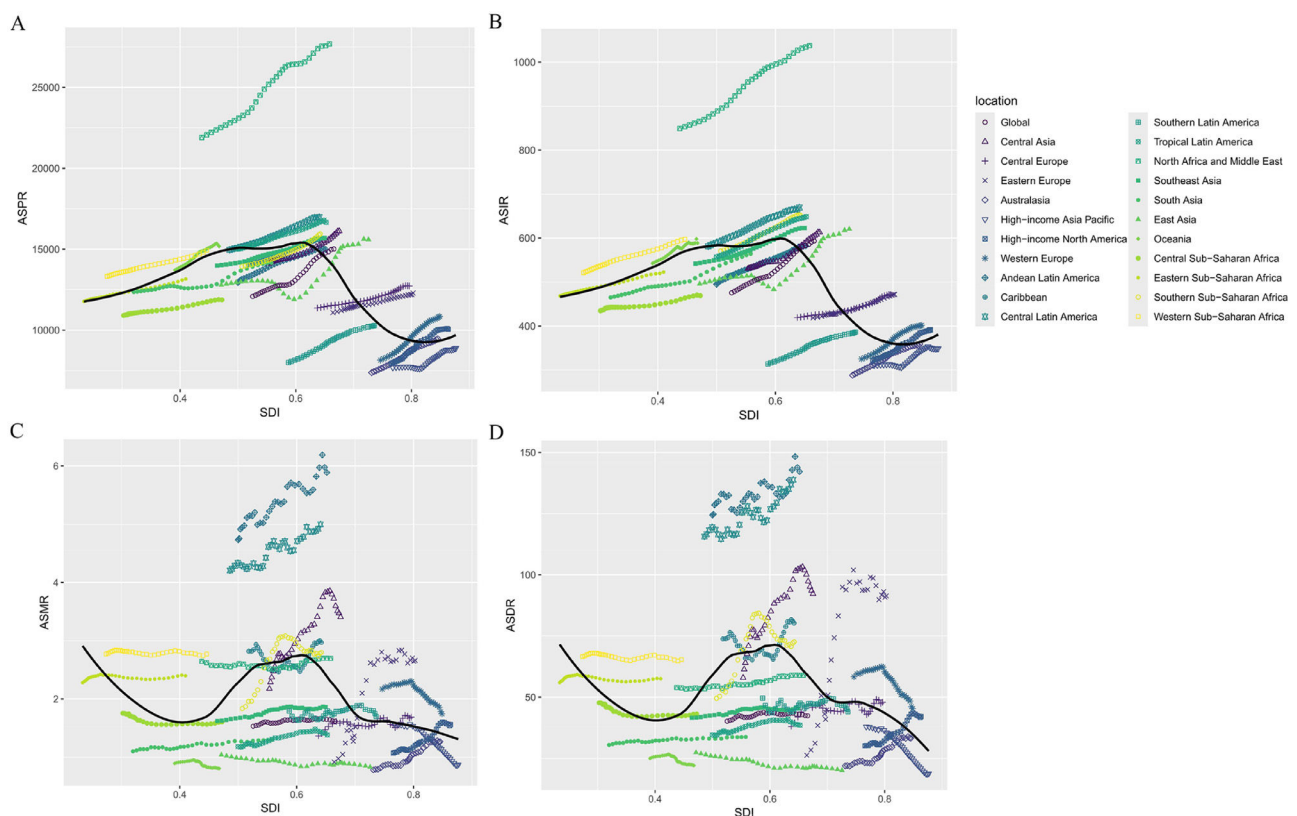 A
B
25000
20000
15000
10000
ASPR
0.4
0.6
0.8
SDI
1000
800
600
400
ASIR
0.4
0.6
0.8
SDI
location
Global
Central Asia
Central Europe
Eastern Europe
Australasia
High−income Asia Pacific
High−income North America
Western Europe
Andean Latin America
Caribbean
Central Latin America
Southern Latin America
Tropical Latin America
North Africa and Middle East
Southeast Asia
South Asia
East Asia
Oceania
Central Sub−Saharan Africa
Eastern Sub−Saharan Africa
Southern Sub−Saharan Africa
Western Sub−Saharan Africa
C
D
6
4
2
ASMR
0.4
0.6
0.8
SDI
150
100
50
ASDR
0.4
0.6
0.8
SDI